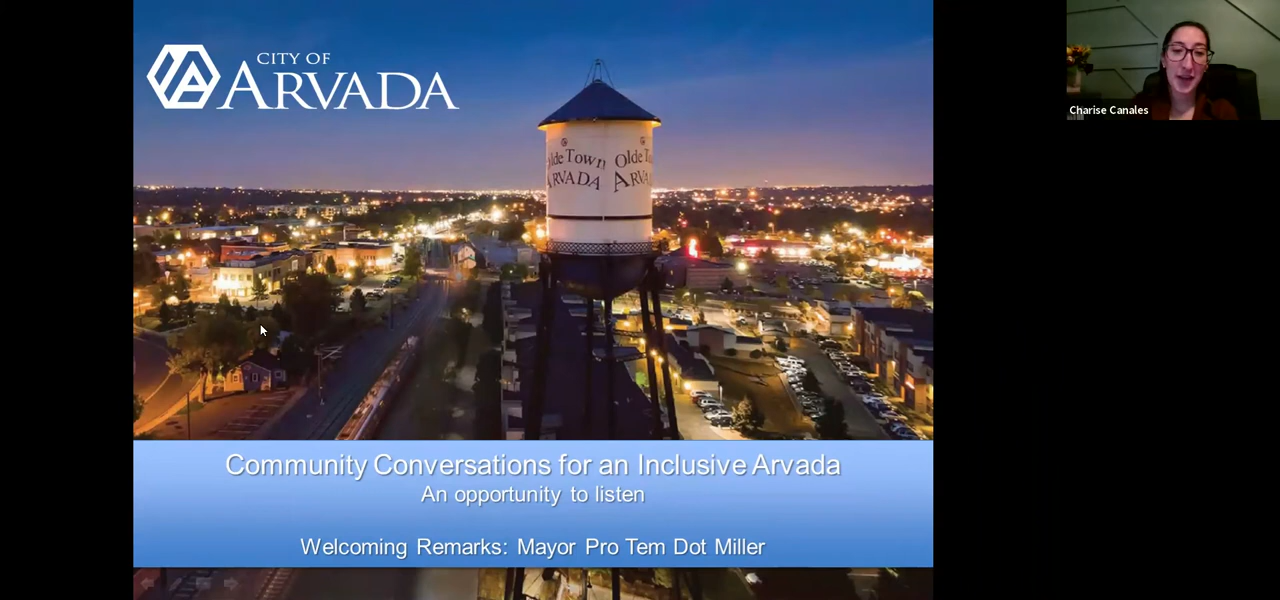 CITY OF
ARVADA
Olde Town
ARVADA
Olde
Community Conversations for an Inclusive Arvada
An opportunity to listen
Welcoming Remarks: Mayor Pro Tem Dot Miller
Charise Canales